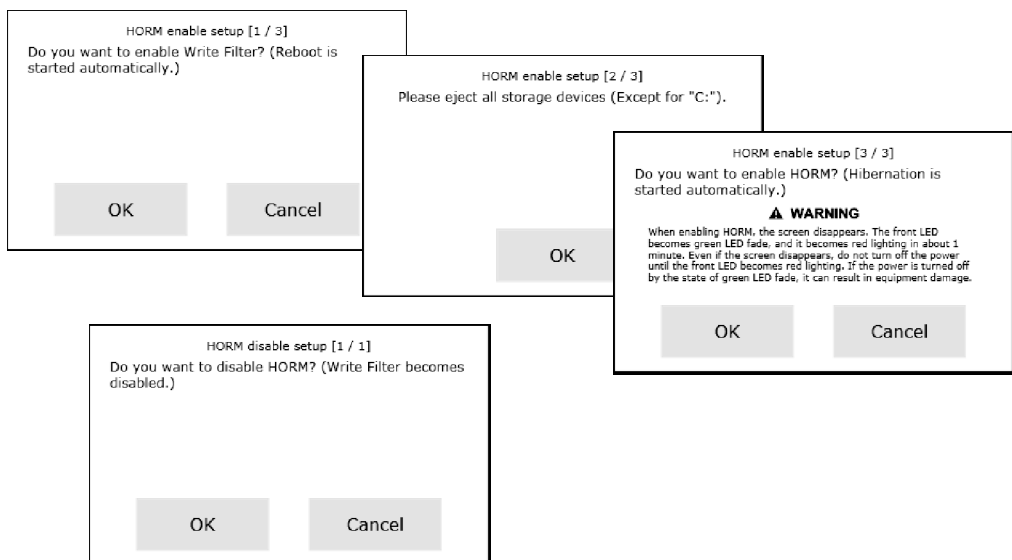 HORM enable setup [1 / 3]
Do you want to enable Write Filter? (Reboot is
started automatically.)
OK
Cancel
HORM enable setup [2 / 3]
Please eject all storage devices (Except for "C:").
OK
HORM enable setup [3 / 3]
Do you want to enable HORM? (Hibernation is
started automatically.)
⚠ WARNING
When enabling HORM, the screen disappears. The front LED
becomes green LED fade, and it becomes red lighting in about 1
minute. Even if the screen disappears, do not turn off the power
until the front LED becomes red lighting. If the power is turned off
by the state of green LED fade, it can result in equipment damage.
OK
Cancel
HORM disable setup [1 / 1]
Do you want to disable HORM? (Write Filter becomes
disabled.)
OK
Cancel